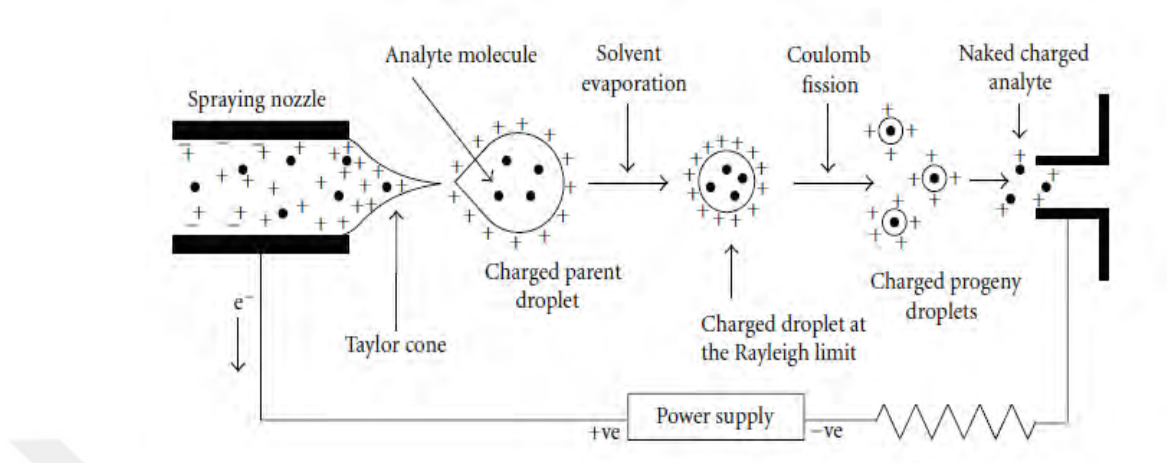 Analyte molecule
Solvent
evaporation
Coulomb
fission
Naked charged
analyte
Spraying nozzle
Charged parent
droplet
Charged progeny
droplets
e⁻
Taylor cone
Charged droplet at
the Rayleigh limit
+ve
Power supply
−ve